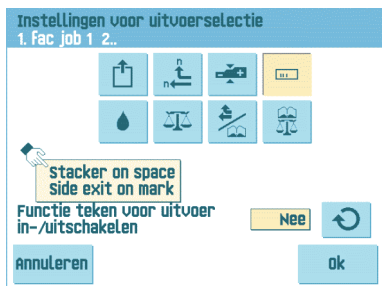 Instellingen voor uitvoerselectie
1. Fac job 1 2..
n
n
Stacker on space
Side exit on mark
Functie teken voor uitvoer
in-/uitschakelen
Nee
Annuleren
Ok